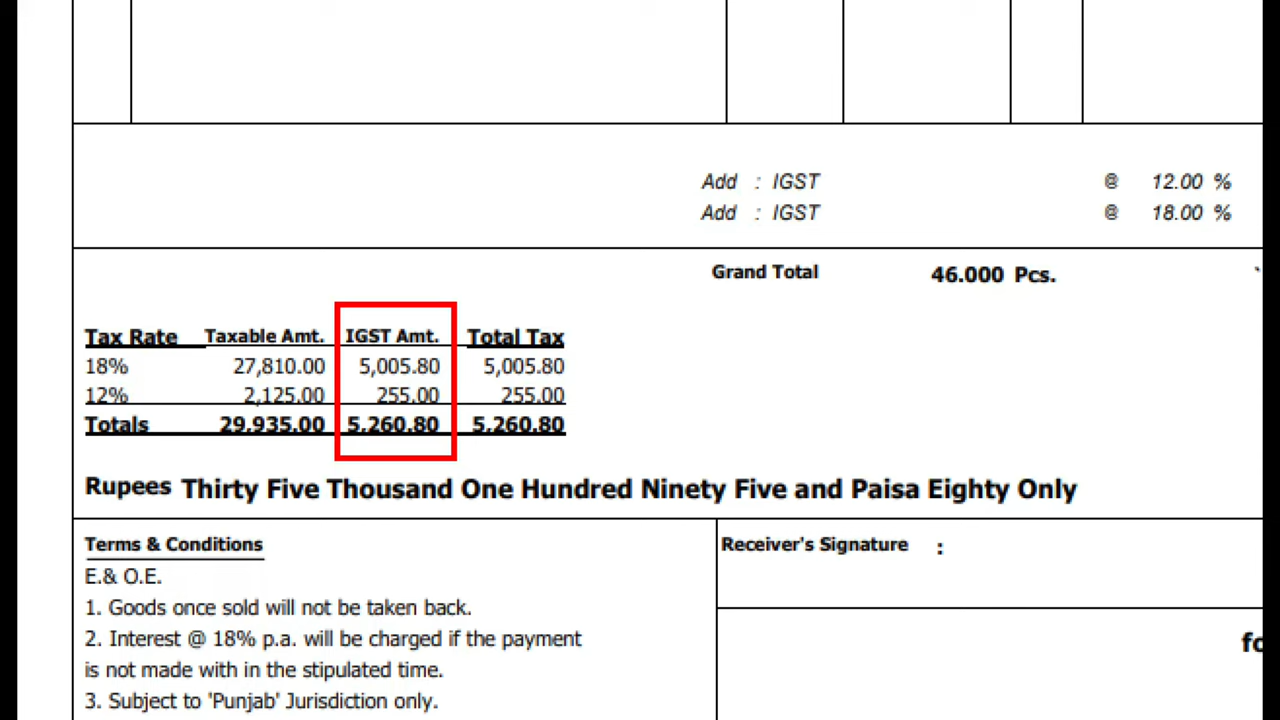 Add : IGST @ 12.00 %
Add : IGST @ 18.00 %
Grand Total 46.000 Pcs. `
Tax Rate Taxable Amt. IGST Amt. Total Tax
18% 27,810.00 5,005.80 5,005.80
12% 2,125.00 255.00 255.00
Totals 29,935.00 5,260.80 5,260.80
Rupees Thirty Five Thousand One Hundred Ninety Five and Paisa Eighty Only
Terms & Conditions
E.& O.E.
1. Goods once sold will not be taken back.
2. Interest @ 18% p.a. will be charged if the payment
is not made with in the stipulated time.
3. Subject to 'Punjab' Jurisdiction only.
Receiver's Signature :